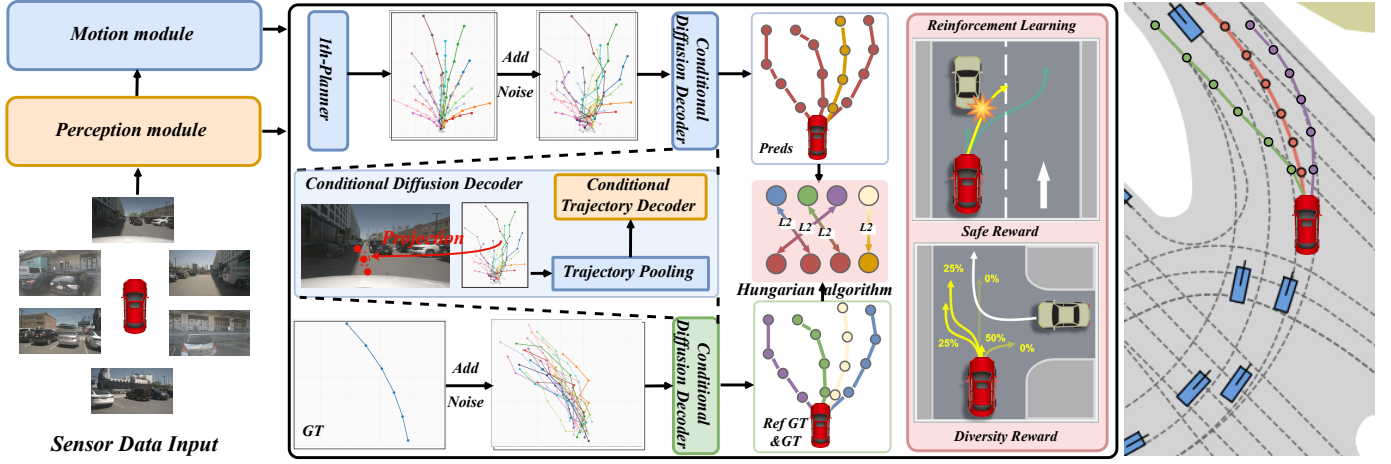 Motion module
Perception module
Sensor Data Input
1th-Planner
Add
Noise
Conditional
Diffusion Decoder
Preds
Conditional Diffusion Decoder
Projection
Conditional
Trajectory Decoder
Trajectory Pooling
L2
L2
L2
L2
Hungarian algorithm
GT
Add
Noise
Conditional
Diffusion Decoder
Ref GT
&GT
Reinforcement Learning
Safe Reward
25%
0%
25%
50%
0%
Diversity Reward